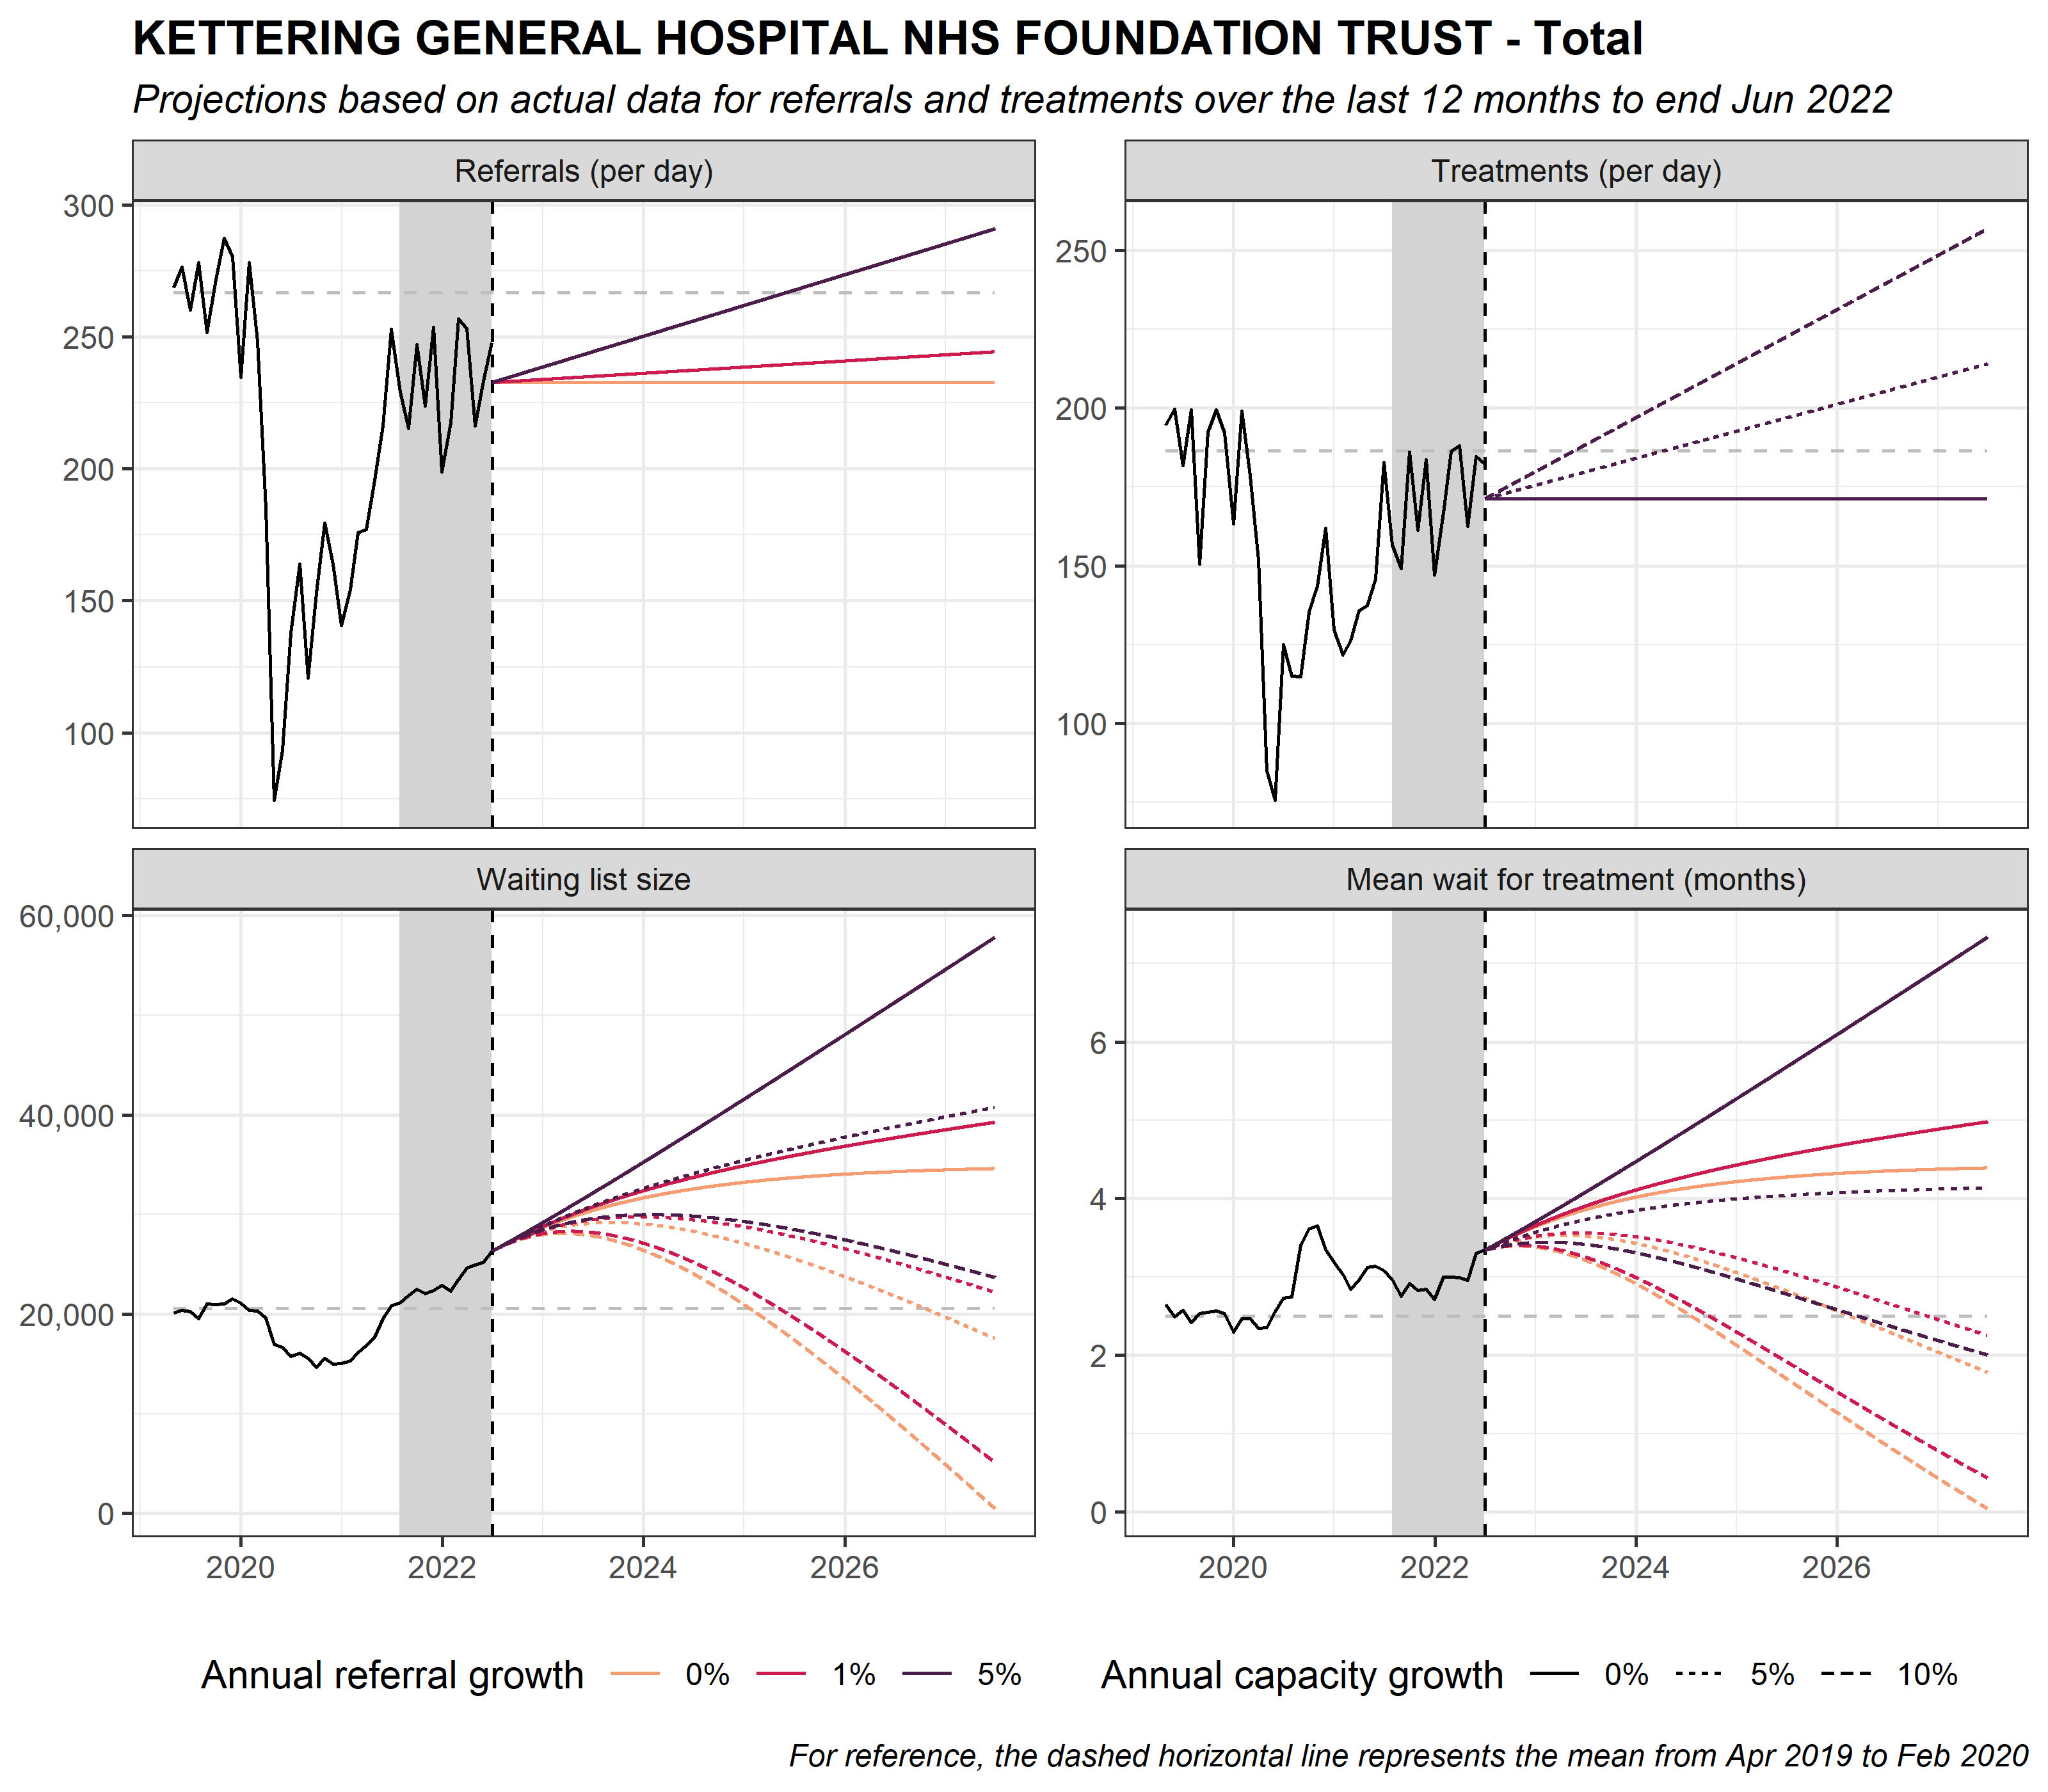 KETTERING GENERAL HOSPITAL NHS FOUNDATION TRUST - Total
Projections based on actual data for referrals and treatments over the last 12 months to end Jun 2022
Referrals (per day)
300
250
200
150
100
Treatments (per day)
250
200
150
100
Waiting list size
60,000
40,000
20,000
0
2020 2022 2024 2026
Mean wait for treatment (months)
6
4
2
0
2020 2022 2024 2026
Annual referral growth 0% 1% 5%
Annual capacity growth 0% 5% 10%
For reference, the dashed horizontal line represents the mean from Apr 2019 to Feb 2020